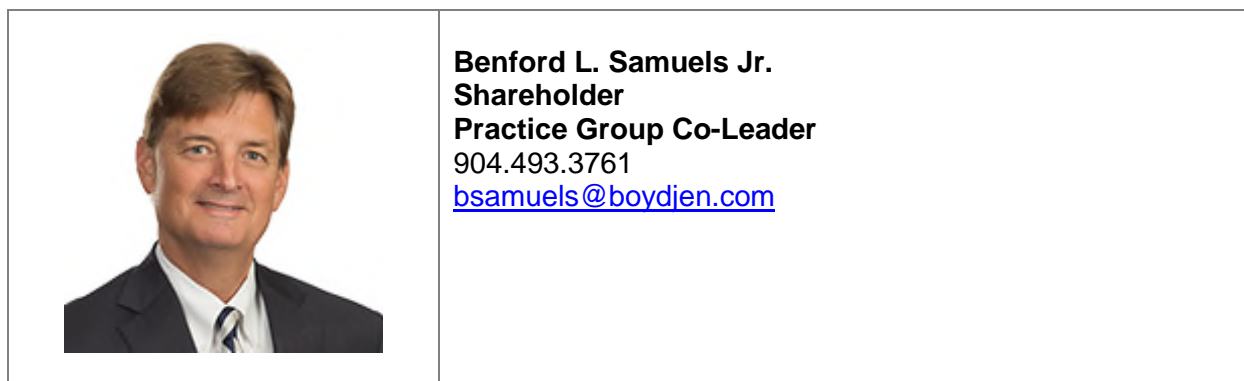 Benford L. Samuels Jr.
Shareholder
Practice Group Co-Leader
904.493.3761
bsamuels@boydjen.com